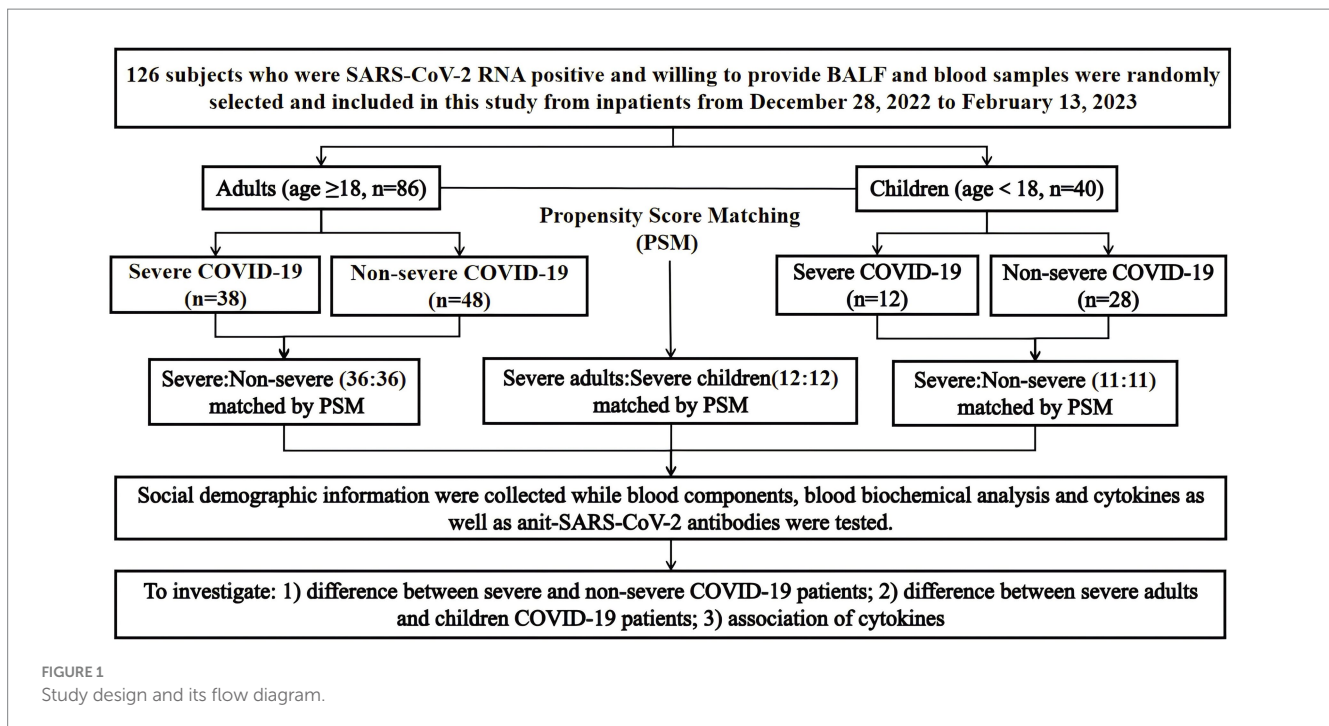 126 subjects who were SARS-CoV-2 RNA positive and willing to provide BALF and blood samples were randomly
selected and included in this study from inpatients from December 28, 2022 to February 13, 2023
Adults (age ≥18, n=86)
Children (age < 18, n=40)
Propensity Score Matching
(PSM)
Severe COVID-19
(n=38)
Non-severe COVID-19
(n=48)
Severe COVID-19
(n=12)
Non-severe COVID-19
(n=28)
Severe:Non-severe (36:36)
matched by PSM
Severe adults:Severe children(12:12)
matched by PSM
Severe:Non-severe (11:11)
matched by PSM
Social demographic information were collected while blood components, blood biochemical analysis and cytokines as
well as anit-SARS-CoV-2 antibodies were tested.
To investigate: 1) difference between severe and non-severe COVID-19 patients; 2) difference between severe adults
and children COVID-19 patients; 3) association of cytokines
FIGURE 1
Study design and its flow diagram.